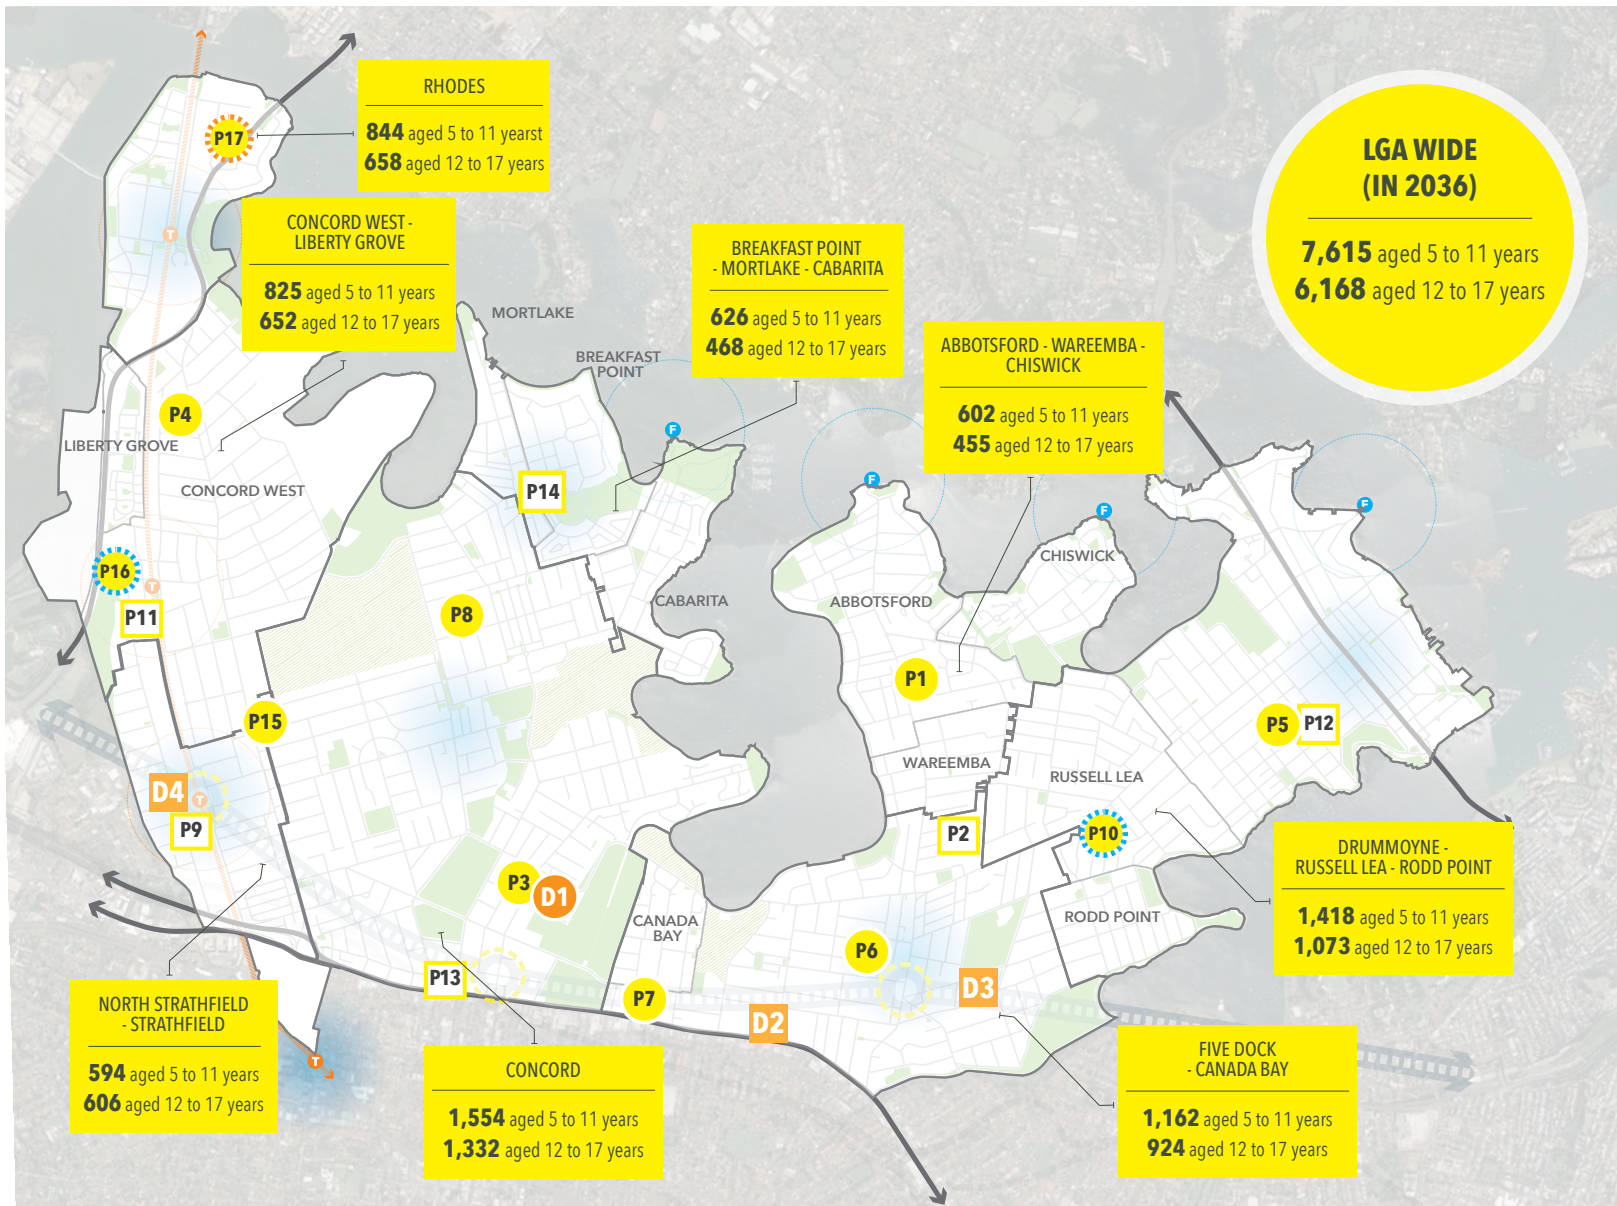 RHODES
844 aged 5 to 11 yearst
658 aged 12 to 17 years
P17
LGA WIDE
(IN 2036)
7,615 aged 5 to 11 years
6,168 aged 12 to 17 years
CONCORD WEST -
LIBERTY GROVE
825 aged 5 to 11 years
652 aged 12 to 17 years
T
BREAKFAST POINT
- MORTLAKE - CABARITA
626 aged 5 to 11 years
468 aged 12 to 17 years
MORTLAKE
BREAKFAST
POINT
ABBOTSFORD - WAREEMBA -
CHISWICK
602 aged 5 to 11 years
455 aged 12 to 17 years
P4
LIBERTY GROVE
CONCORD WEST
F
P14
F
F
F
CHISWICK
P16
T
P11
P8
CABARITA
ABBOTSFORD
P1
P15
P5
P12
WAREEMBA
RUSSELL LEA
D4
T
P9
P2
P10
DRUMMOYNE -
RUSSELL LEA - RODD POINT
1,418 aged 5 to 11 years
1,073 aged 12 to 17 years
P3
D1
CANADA
BAY
RODD POINT
P6
P13
P7
D3
D2
NORTH STRATHFIELD
- STRATHFIELD
594 aged 5 to 11 years
606 aged 12 to 17 years
T
CONCORD
1,554 aged 5 to 11 years
1,332 aged 12 to 17 years
FIVE DOCK
- CANADA BAY
1,162 aged 5 to 11 years
924 aged 12 to 17 years